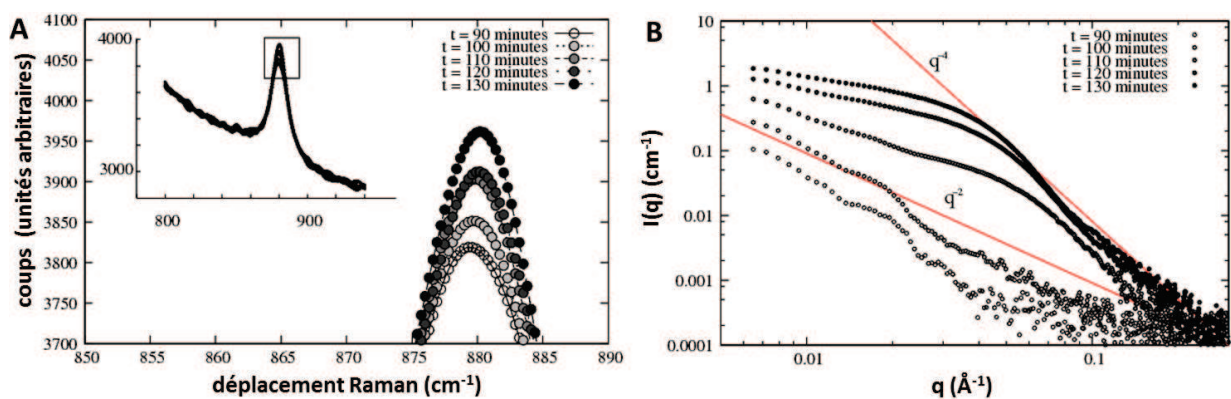 A
coups (unités arbitraires)
4100
4050
4000
3950
3900
3850
3800
3750
3700
4000
3000
800
900
t = 90 minutes
t = 100 minutes
t = 110 minutes
t = 120 minutes
t = 130 minutes
850
855
860
865
870
875
880
885
890
déplacement Raman (cm⁻¹)
B
I(q) (cm⁻¹)
10
1
0.1
0.01
0.001
0.0001
q⁻⁴
q⁻²
t = 90 minutes
t = 100 minutes
t = 110 minutes
t = 120 minutes
t = 130 minutes
0.01
0.1
q (Å⁻¹)